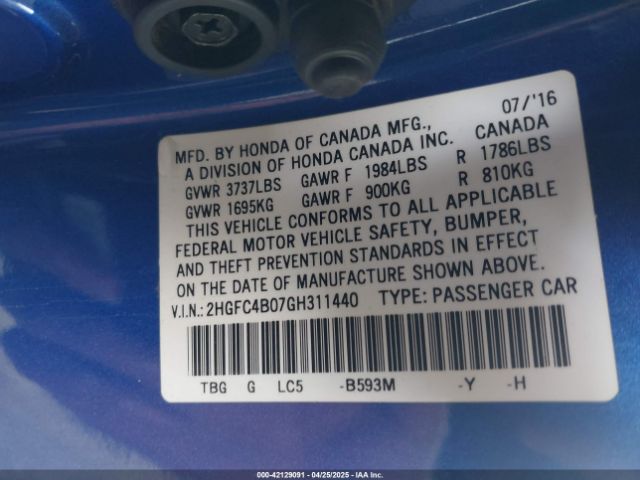 07/'16
MFD. BY HONDA OF CANADA MFG., CANADA
A DIVISION OF HONDA CANADA INC.
GVWR 3737LBS GAWR F 1984LBS R 1786LBS
GVWR 1695KG GAWR F 900KG R 810KG
THIS VEHICLE CONFORMS TO ALL APPLICABLE
FEDERAL MOTOR VEHICLE SAFETY, BUMPER,
AND THEFT PREVENTION STANDARDS IN EFFECT
ON THE DATE OF MANUFACTURE SHOWN ABOVE.
V.I.N.: 2HGFC4B07GH311440 TYPE: PASSENGER CAR
TBG G LC5 -B593M -Y -H
000-42129091 - 04/25/2025 - IAA Inc.